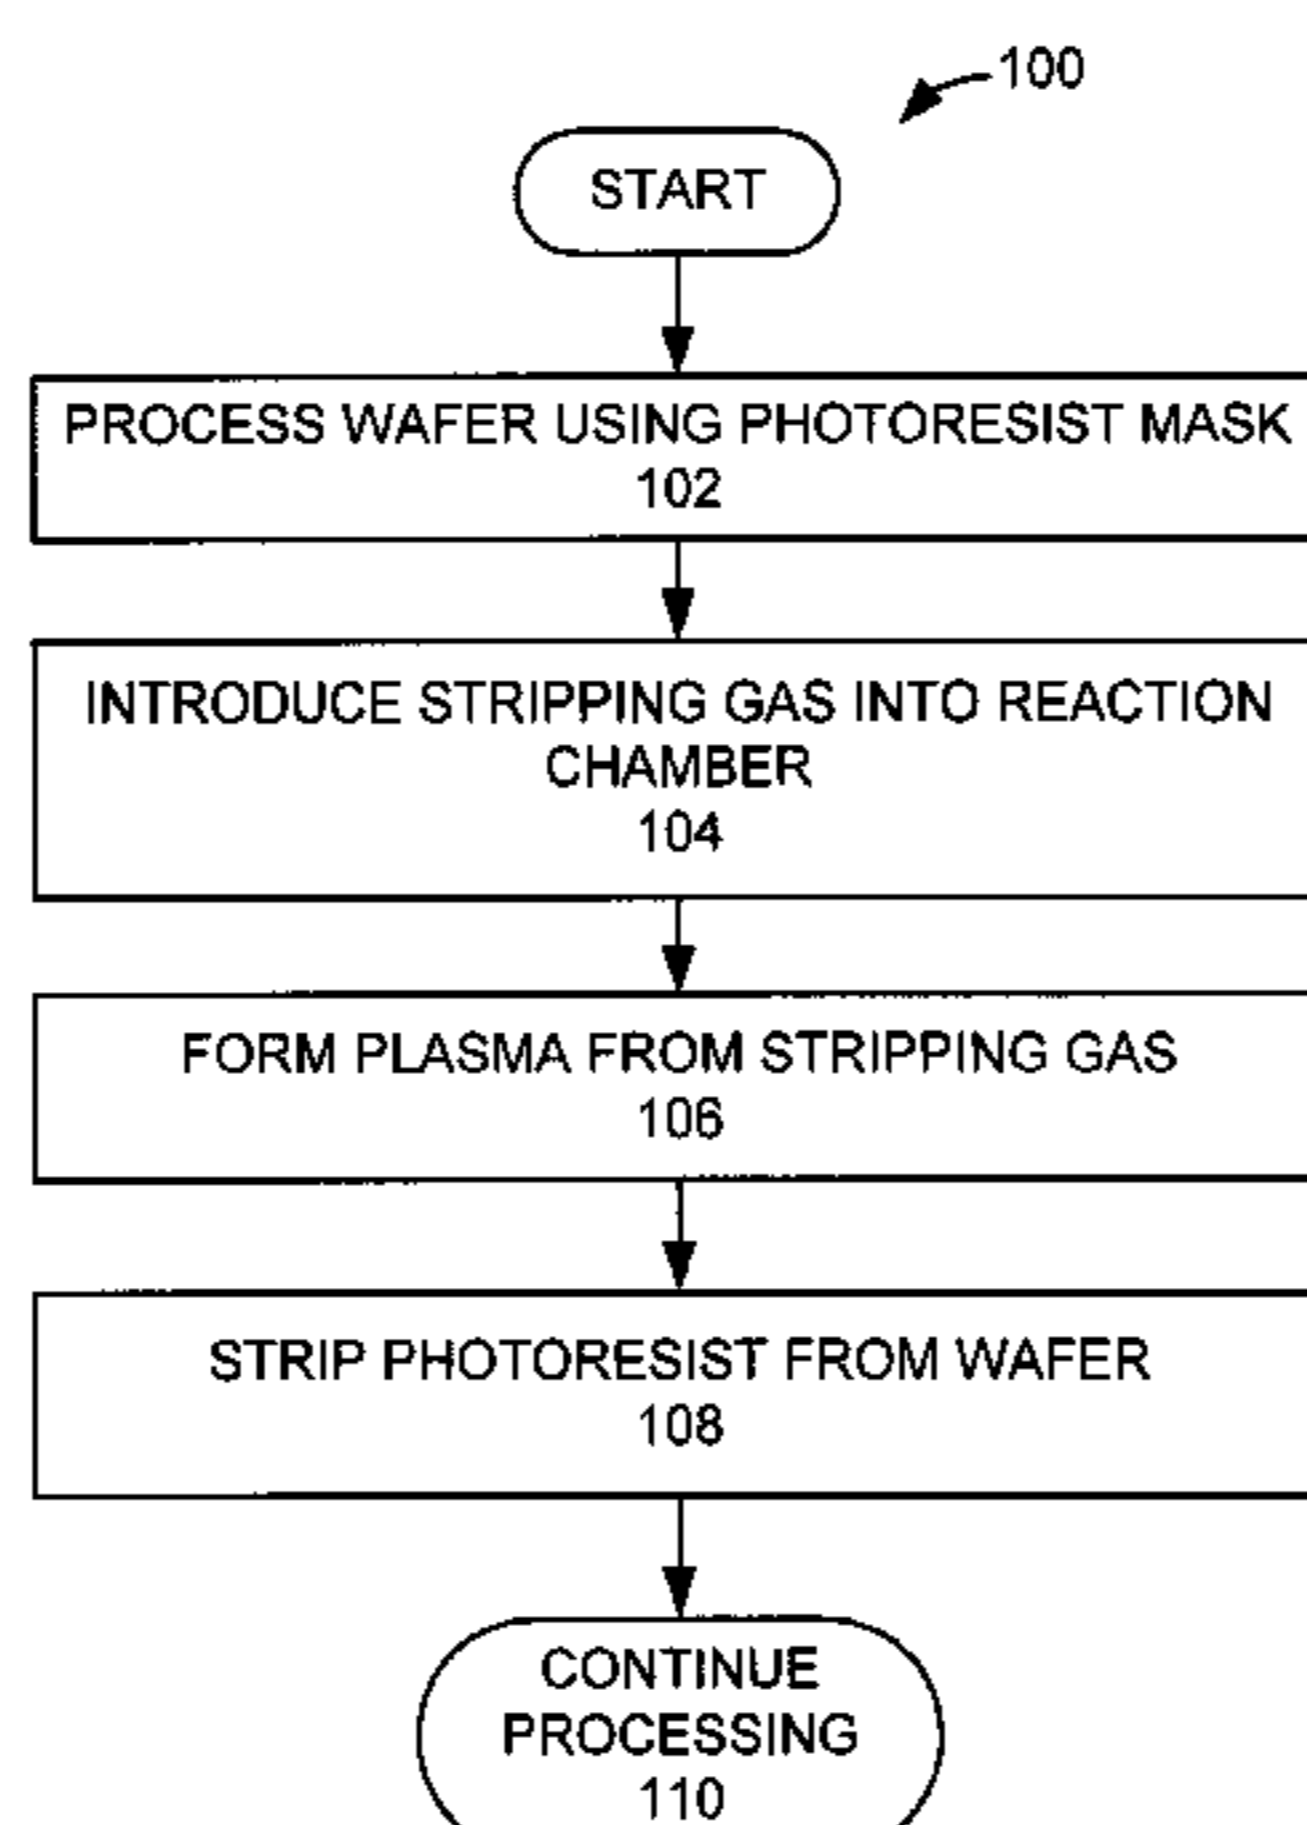 100
START
PROCESS WAFER USING PHOTORESIST MASK
102
INTRODUCE STRIPPING GAS INTO REACTION
CHAMBER
104
FORM PLASMA FROM STRIPPING GAS
106
STRIP PHOTORESIST FROM WAFER
108
CONTINUE
PROCESSING
110